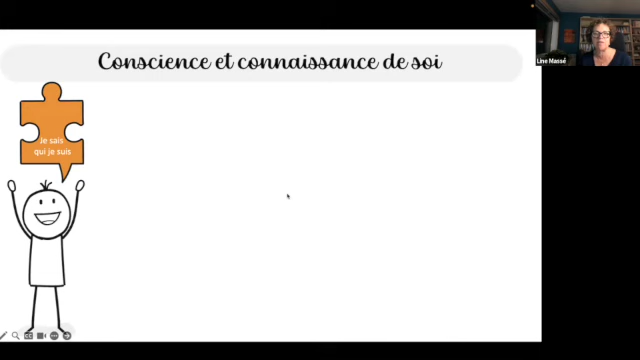 Conscience et connaissance de soi
Line Massé
Je sais
qui je suis